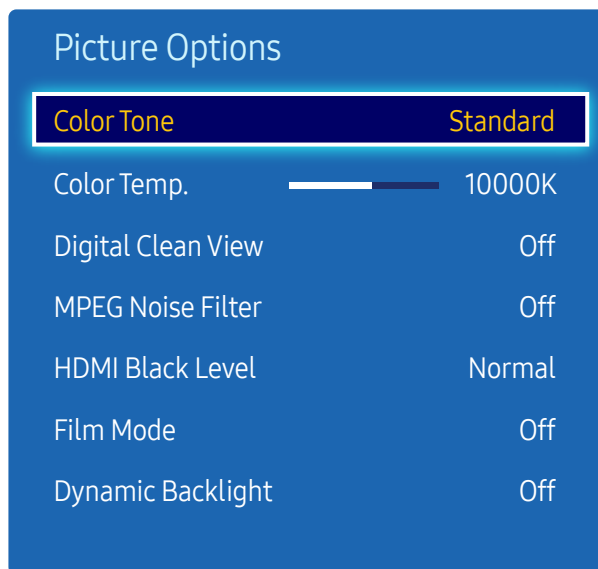 Picture Options
Color Tone Standard
Color Temp. 10000K
Digital Clean View Off
MPEG Noise Filter Off
HDMI Black Level Normal
Film Mode Off
Dynamic Backlight Off